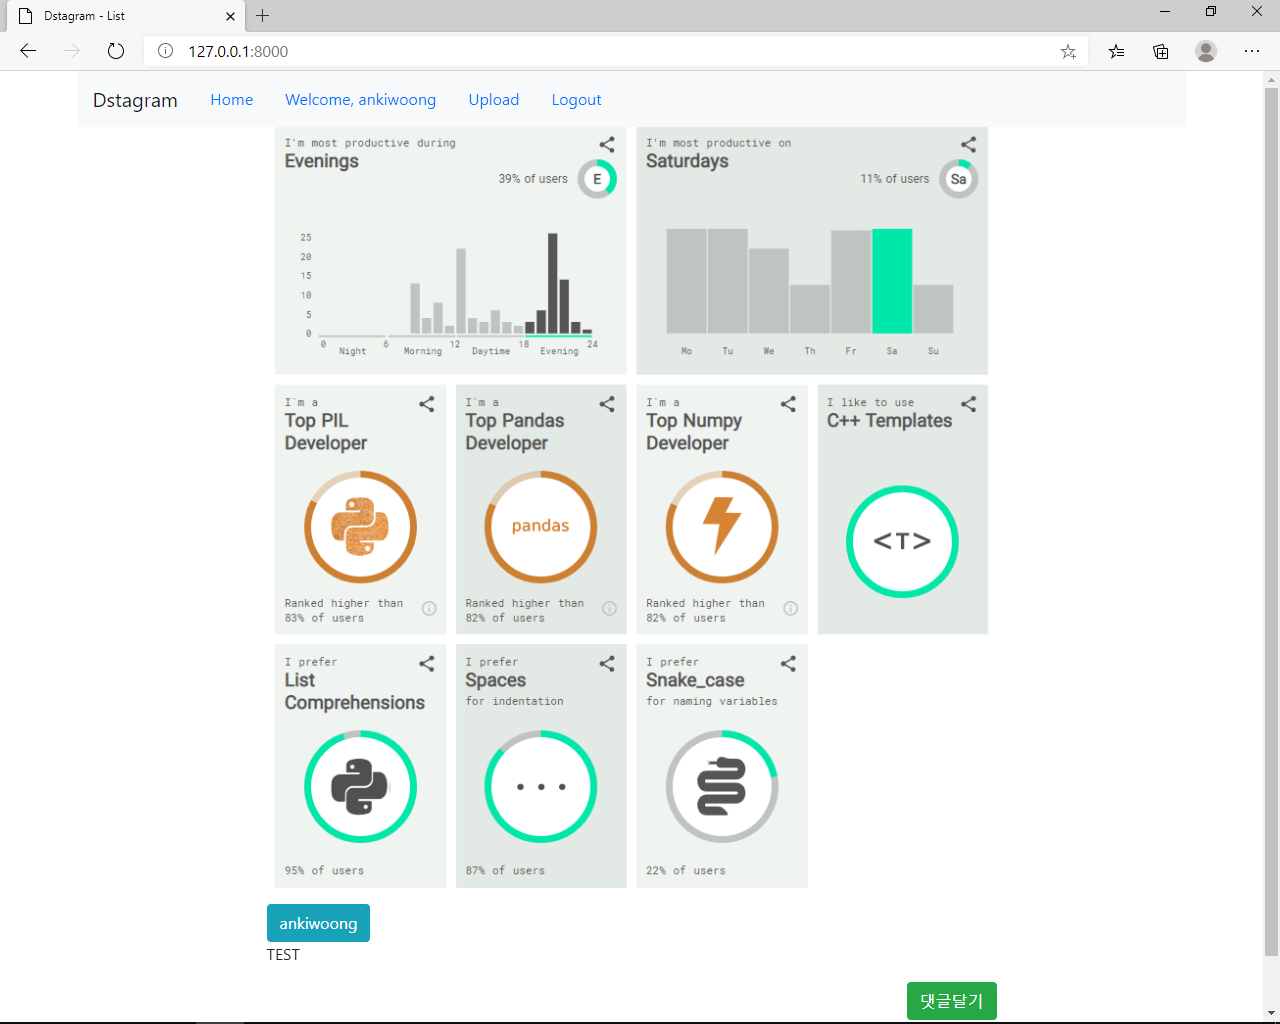 Dstagram - List
127.0.0.1:8000
Dstagram Home Welcome, ankiwoong Upload Logout
I'm most productive during
Evenings
39% of users
E
25
20
15
10
5
0
0 6 12 18 24
Night Morning Daytime Evening
I'm most productive on
Saturdays
11% of users
Sa
Mo Tu We Th Fr Sa Su
I'm a
Top PIL
Developer
Ranked higher than
83% of users
I'm a
Top Pandas
Developer
pandas
Ranked higher than
82% of users
I'm a
Top Numpy
Developer
Ranked higher than
82% of users
I like to use
C++ Templates
<T>
I prefer
List
Comprehensions
95% of users
I prefer
Spaces
for indentation
87% of users
I prefer
Snake_case
for naming variables
22% of users
ankiwoong
TEST
댓글달기